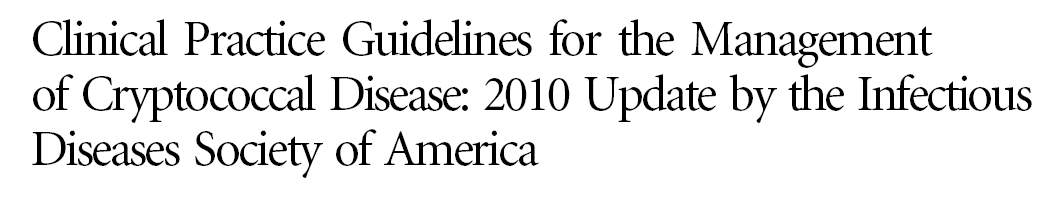 Clinical Practice Guidelines for the Management
of Cryptococcal Disease: 2010 Update by the Infectious
Diseases Society of America